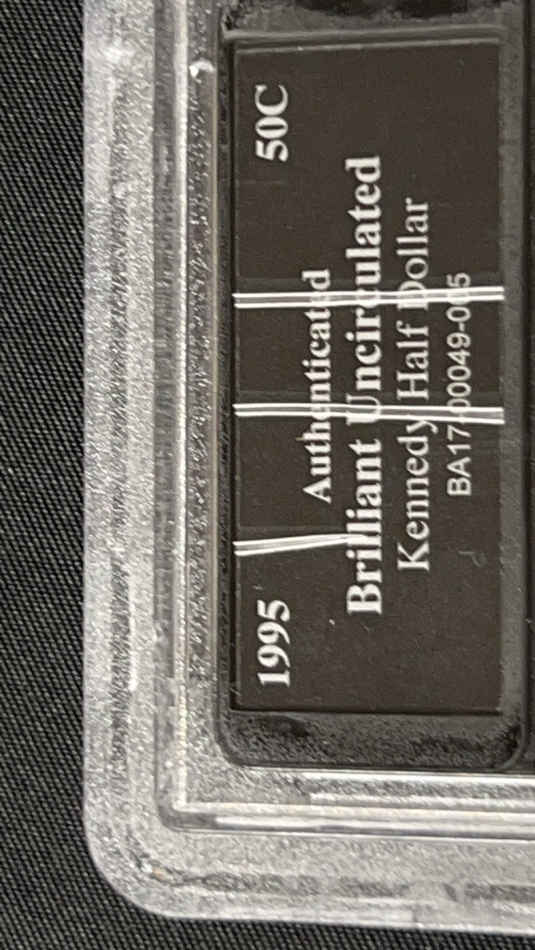 1995 50C
Authenticated
Brilliant Uncirculated
Kennedy Half Dollar